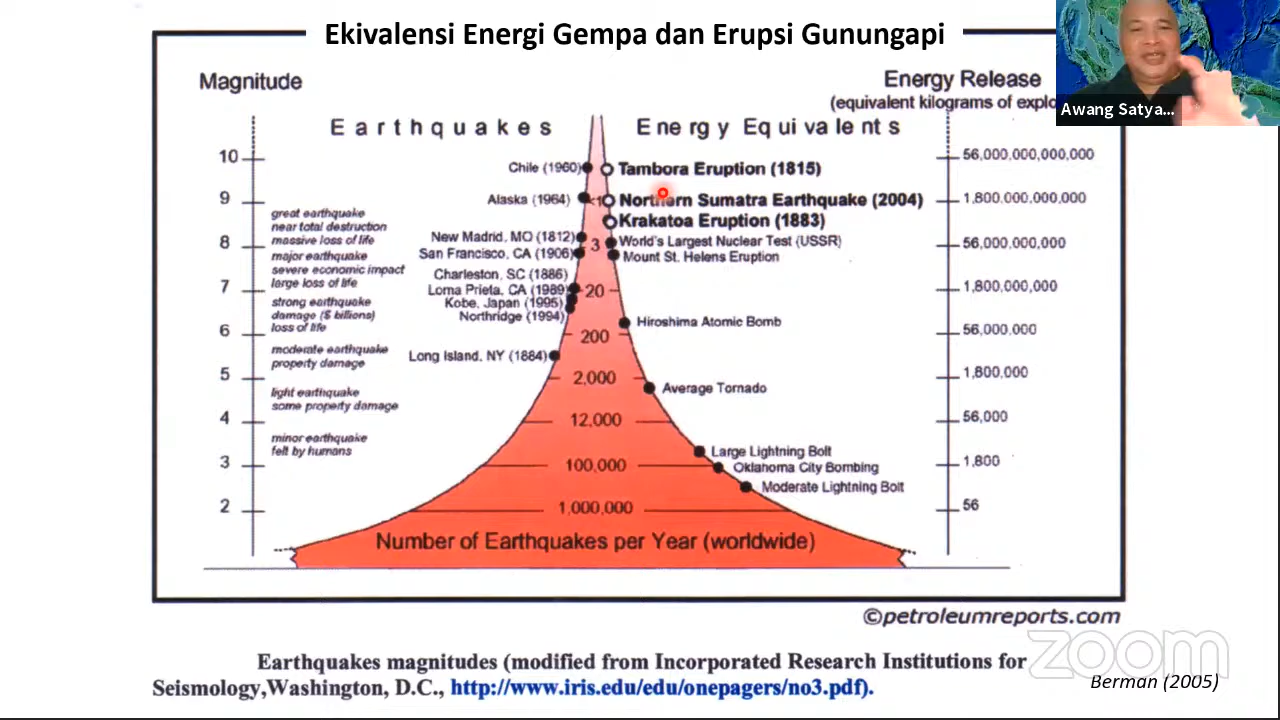 Ekivalensi Energi Gempa dan Erupsi Gunungapi
Awang Satya...
Magnitude
Energy Release
(equivalent kilograms of explo
Earthquakes
Energy Equivalents
10
9
8
7
6
5
4
3
2
great earthquake
near total destruction
massive loss of life
major earthquake
severe economic impact
large loss of life
strong earthquake
damage ($ billions)
loss of life
moderate earthquake
property damage
light earthquake
some property damage
minor earthquake
felt by humans
Chile (1960)
Alaska (1964)
New Madrid, MO (1812)
San Francisco, CA (1906)
Charleston, SC (1886)
Loma Prieta, CA (1989)
Kobe, Japan (1995)
Northridge (1994)
Long Island, NY (1884)
<1
3
20
200
2,000
12,000
100,000
1,000,000
Number of Earthquakes per Year (worldwide)
Tambora Eruption (1815)
Northern Sumatra Earthquake (2004)
Krakatoa Eruption (1883)
World's Largest Nuclear Test (USSR)
Mount St. Helens Eruption
Hiroshima Atomic Bomb
Average Tornado
Large Lightning Bolt
Oklahoma City Bombing
Moderate Lightning Bolt
56,000,000,000,000
1,800,000,000,000
56,000,000,000
1,800,000,000
56,000,000
1,800,000
56,000
1,800
56
©petroleumreports.com
zoom
Earthquakes magnitudes (modified from Incorporated Research Institutions for
Seismology,Washington, D.C., http://www.iris.edu/edu/onepagers/no3.pdf).
Berman (2005)